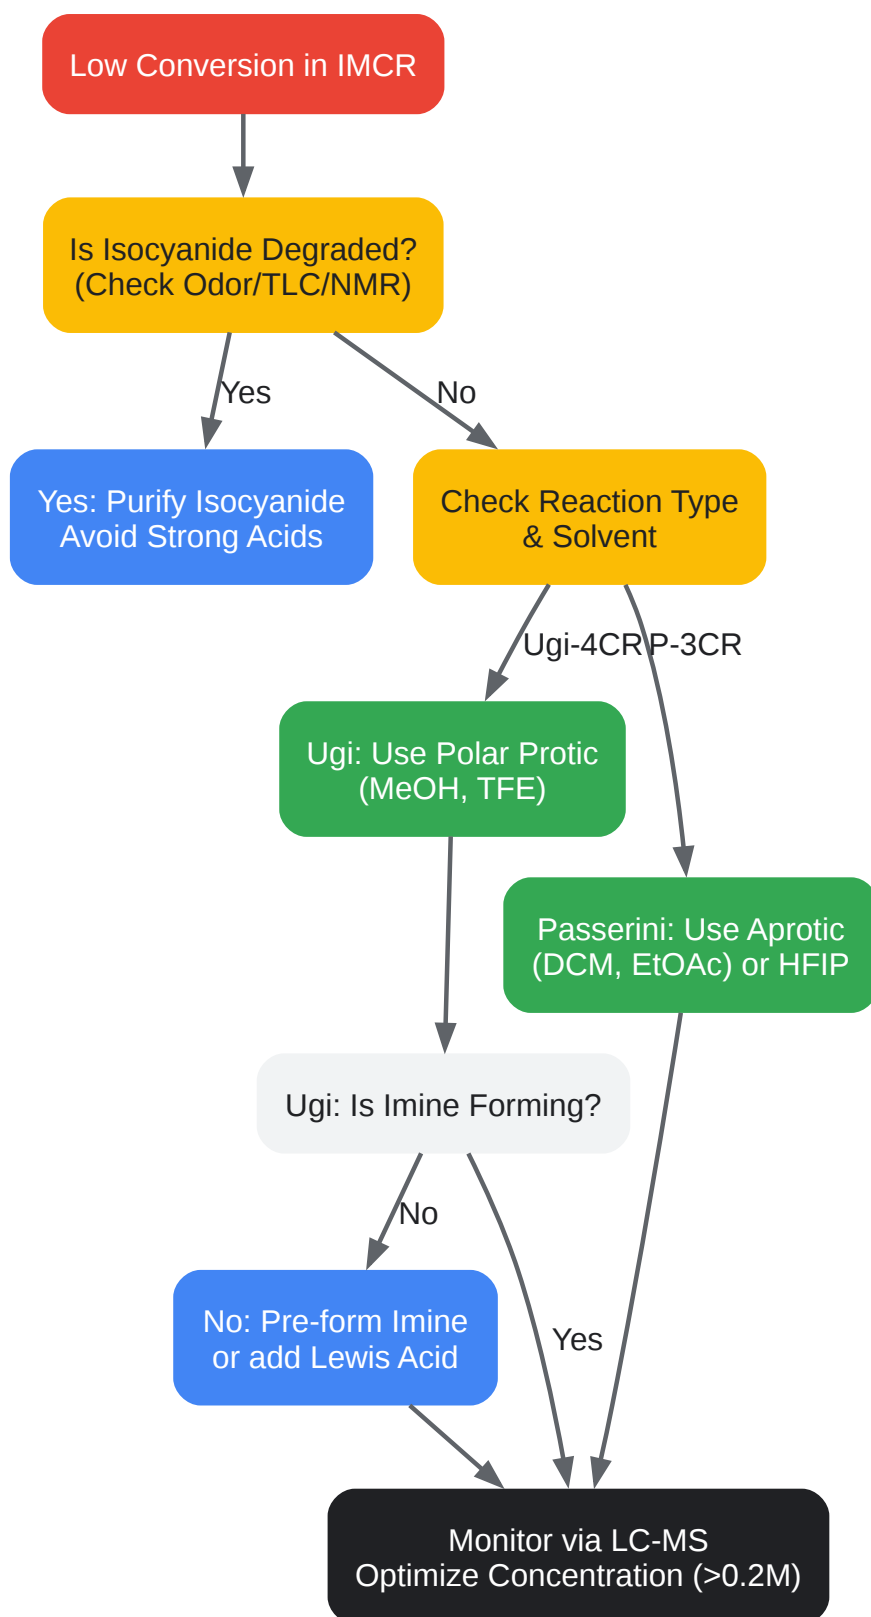 Low Conversion in IMCR
Is Isocyanide Degraded?
(Check Odor/TLC/NMR)
Yes
No
Yes: Purify Isocyanide
Avoid Strong Acids
Check Reaction Type
& Solvent
Ugi-4CR
P-3CR
Ugi: Use Polar Protic
(MeOH, TFE)
Passerini: Use Aprotic
(DCM, EtOAc) or HFIP
Ugi: Is Imine Forming?
No
No: Pre-form Imine
or add Lewis Acid
Yes
Monitor via LC-MS
Optimize Concentration (>0.2M)